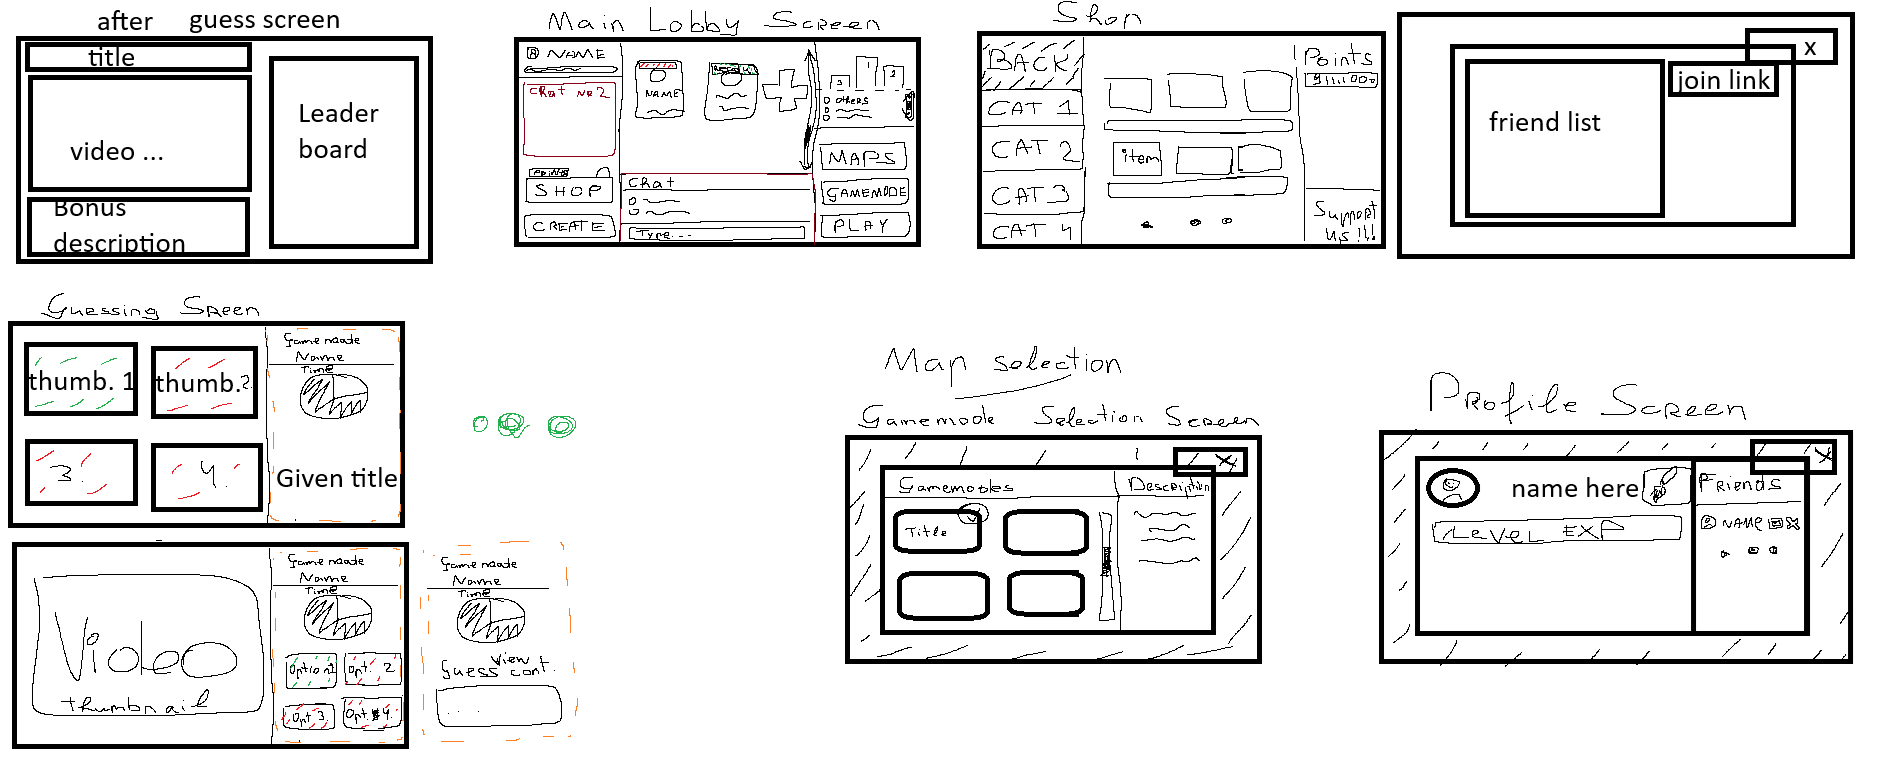 after guess screen
title
video ...
Bonus
description
Leader
board
Main Lobby Screen
NAME
Chat no 2
Points
SHOP
CREATE
NAME
Chat
Type...
1
2
3
others
MAPS
GAMEMODE
PLAY
Shop
BACK
CAT 1
CAT 2
CAT 3
CAT 4
item
Points
Support
us!!!
x
join link
friend list
Guessing Screen
thumb. 1
thumb. 2
3.
4.
Game mode
Name
Time
Given title
Video
thumbnail
Game mode
Name
Time
Option 1
Opt. 2
Opt 3.
Opt 4.
Game mode
Name
Time
Guess view cont.
. . . .
Map selection
Gamemode Selection Screen
x
Gamemodes
Description
Title
Profile Screen
x
name here
Level EXP
Friends
NAME